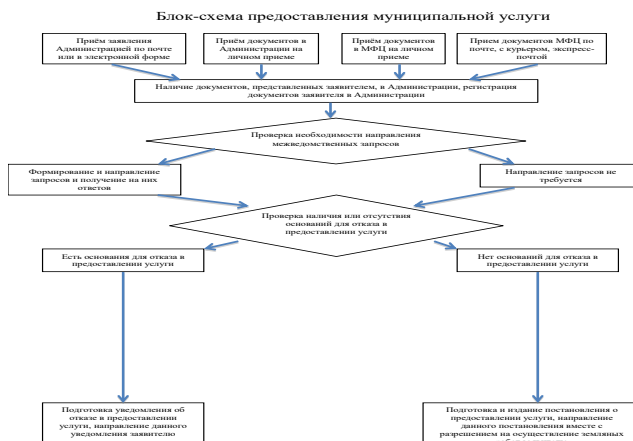 Блок-схема предоставления муниципальной услуги
Приём заявления
Администрацией по почте
или в электронной форме
Приём документов в
Администрации на
личном приеме
Приём документов
в МФЦ на личном
приеме
Прием документов МФЦ по
почте, с курьером, экспресс-
почтой
Наличие документов, представленных заявителем, в Администрации, регистрация
документов заявителя в Администрации
Проверка необходимости направления
межведомственных запросов
Формирование и направление
запросов и получение на них
ответов
Направление запросов не
требуется
Проверка наличия или отсутствия
оснований для отказа в
предоставлении услуги
Есть основания для отказа в
предоставлении услуги
Нет оснований для отказа в
предоставлении услуги
Подготовка уведомления об
отказе в предоставлении
услуги, направление данного
уведомления заявителю
Подготовка и издание постановления о
предоставлении услуги, направление
данного постановления вместе с
разрешением на осуществление земляных